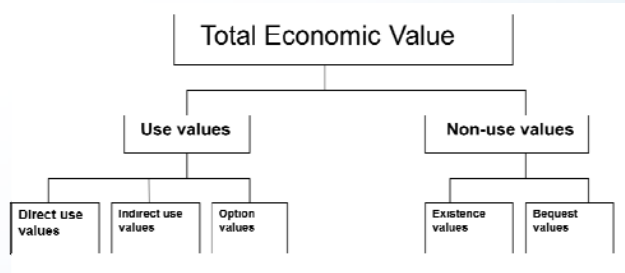 Total Economic Value
Use values
Non-use values
Direct use
values
Indirect use
values
Option
values
Existence
values
Bequest
values